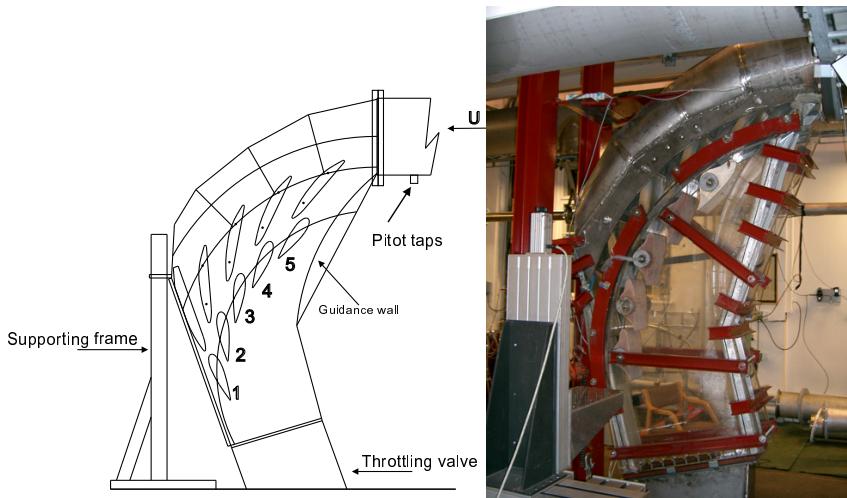 U
Pitot taps
5
4
Guidance wall
3
Supporting frame
2
1
Throttling valve